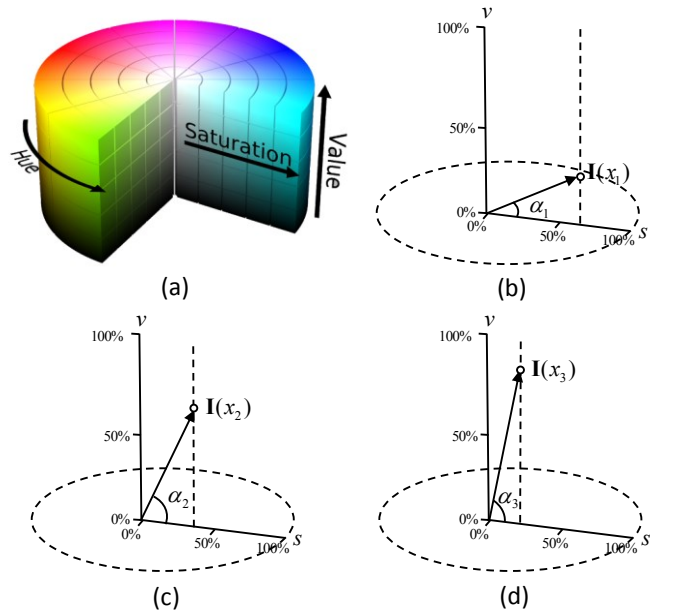 Hue
Saturation
Value
(a)
v
100%
50%
0%
0%
50%
100%
s
I(x₁)
α₁
(b)
v
100%
50%
0%
0%
50%
100%
s
I(x₂)
α₂
(c)
v
100%
50%
0%
0%
50%
100%
s
I(x₃)
α₃
(d)